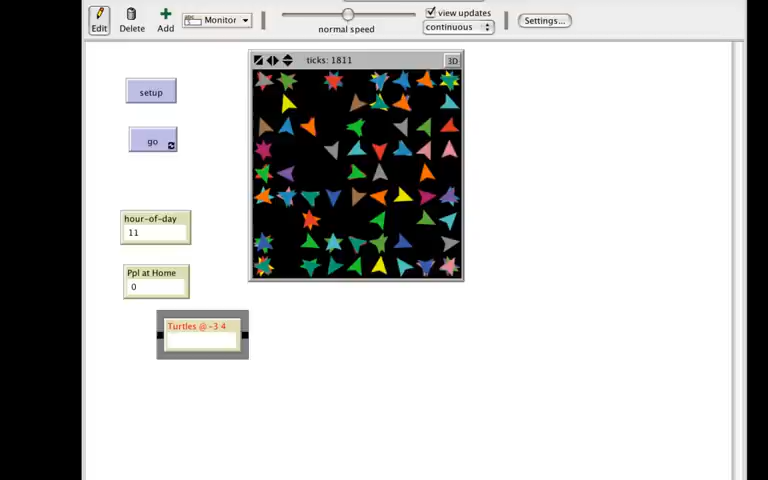 Edit
Delete
Add
Monitor
normal speed
view updates
continuous
Settings...
ticks: 1811
3D
setup
go
hour-of-day
11
Ppl at Home
0
Turtles @ -3 4